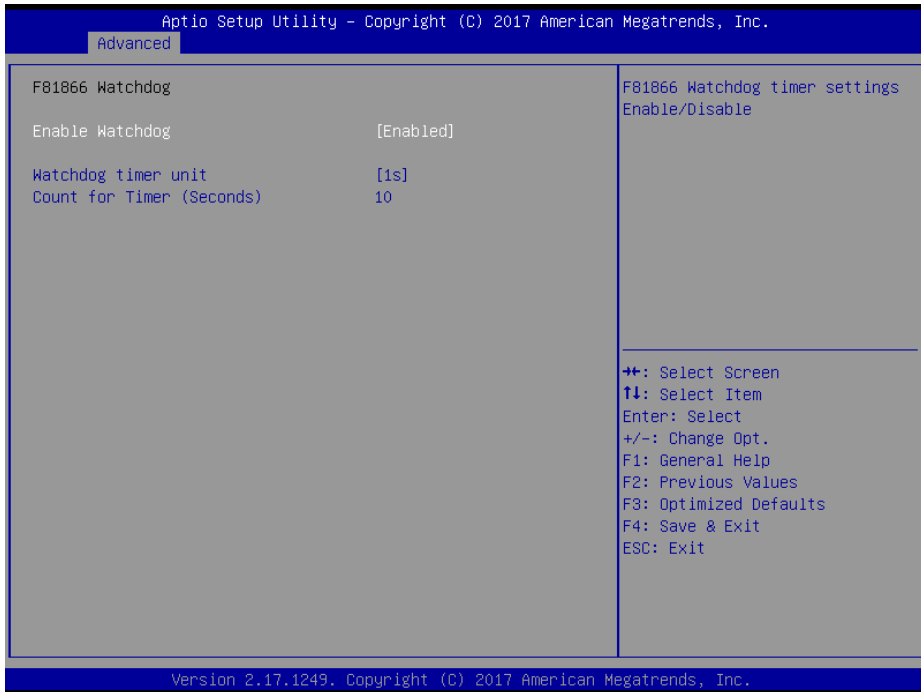 Aptio Setup Utility – Copyright (C) 2017 American Megatrends, Inc.
Advanced
F81866 Watchdog
Enable Watchdog [Enabled]
Watchdog timer unit [1s]
Count for Timer (Seconds) 10
F81866 Watchdog timer settings
Enable/Disable
→←: Select Screen
↑↓: Select Item
Enter: Select
+/-: Change Opt.
F1: General Help
F2: Previous Values
F3: Optimized Defaults
F4: Save & Exit
ESC: Exit
Version 2.17.1249. Copyright (C) 2017 American Megatrends, Inc.